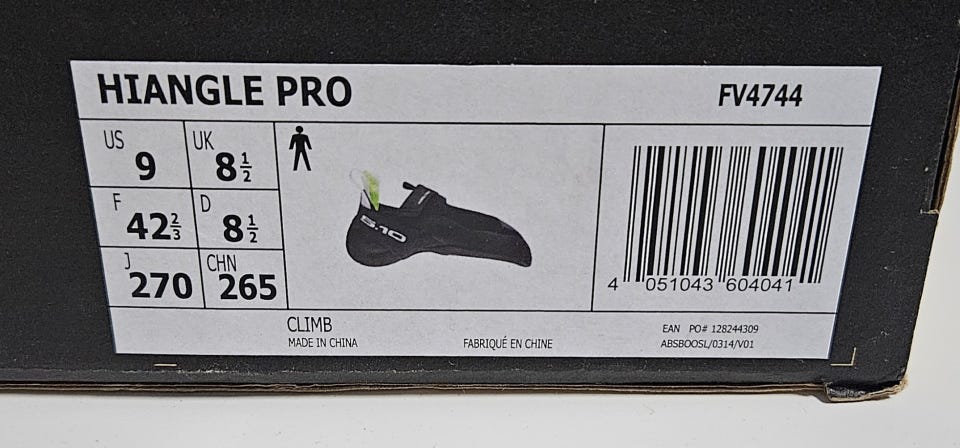 HIANGLE PRO
FV4744
US 9
UK 8 1/2
F 42 2/3
D 8 1/2
J 270
CHN 265
5.10
4 051043 604041
CLIMB
MADE IN CHINA
FABRIQUÉ EN CHINE
EAN PO# 128244309
ABSBOOSL/0314/V01